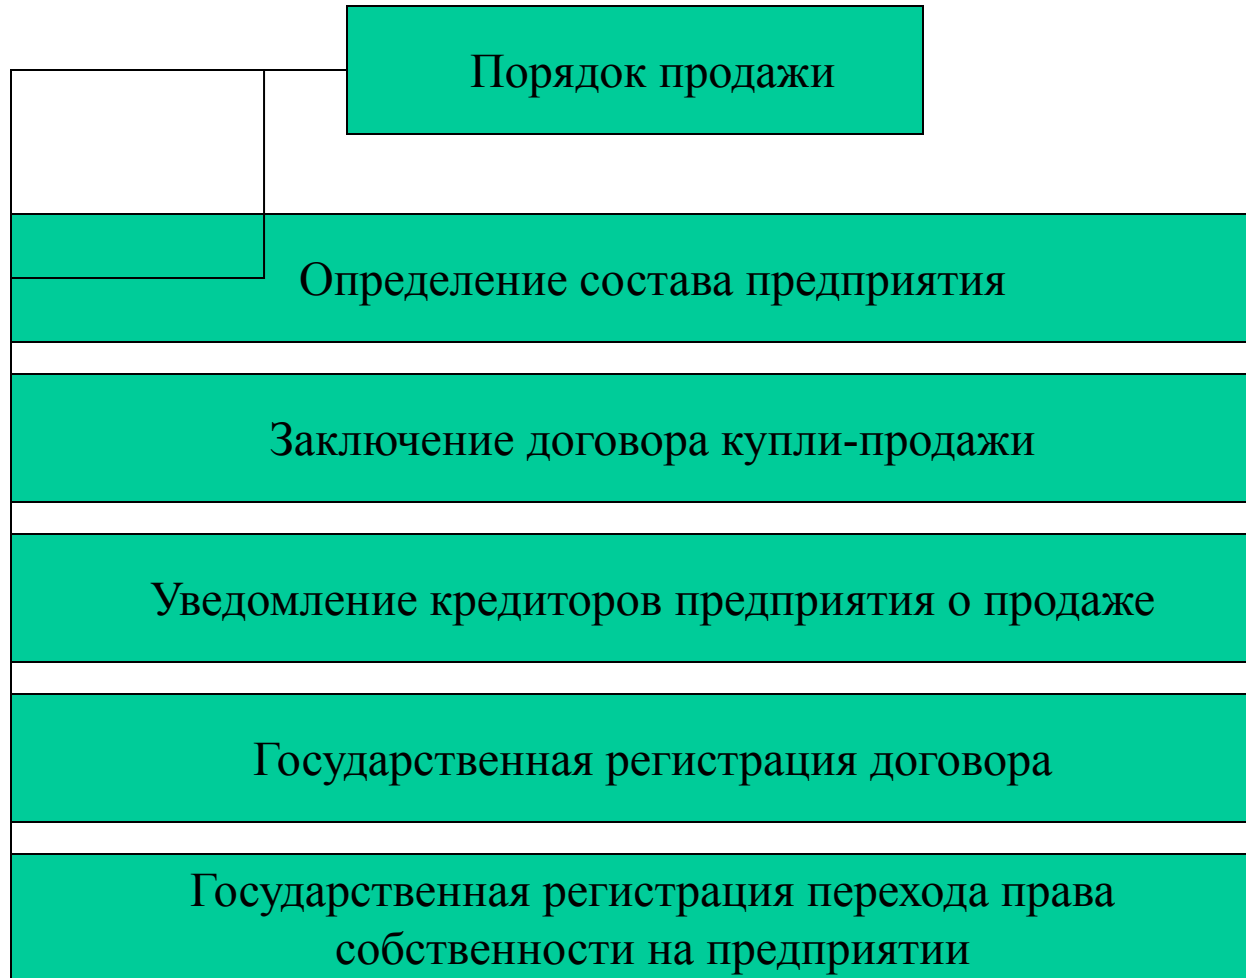 Порядок продажи
Определение состава предприятия
Заключение договора купли-продажи
Уведомление кредиторов предприятия о продаже
Государственная регистрация договора
Государственная регистрация перехода права
собственности на предприятии